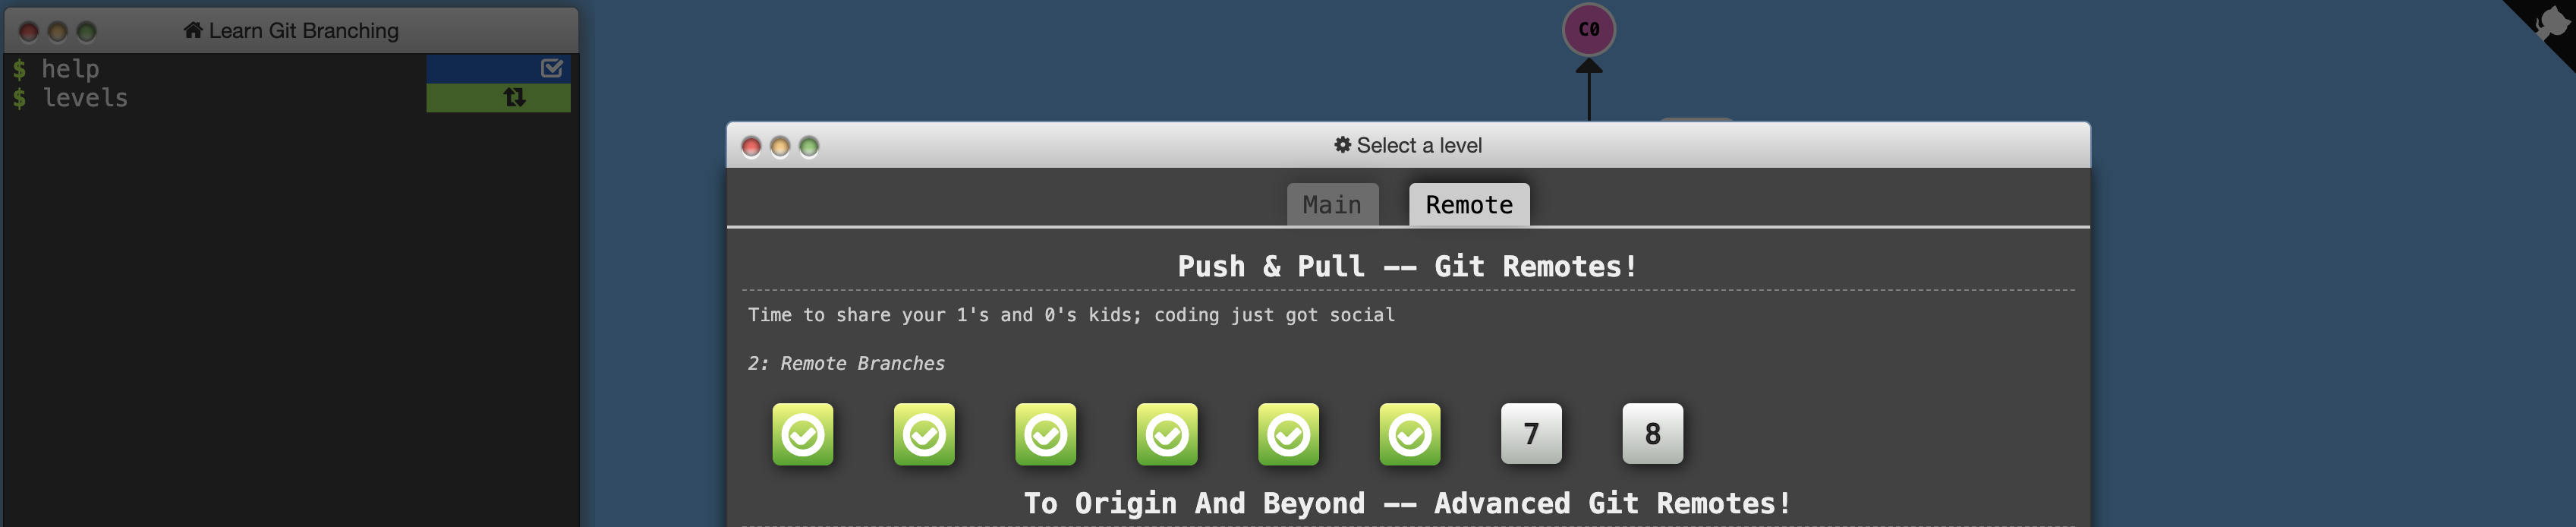 Learn Git Branching
$ help
$ levels
C0
Select a level
Main Remote
Push & Pull -- Git Remotes!
Time to share your 1's and 0's kids; coding just got social
2: Remote Branches
7 8
To Origin And Beyond -- Advanced Git Remotes!